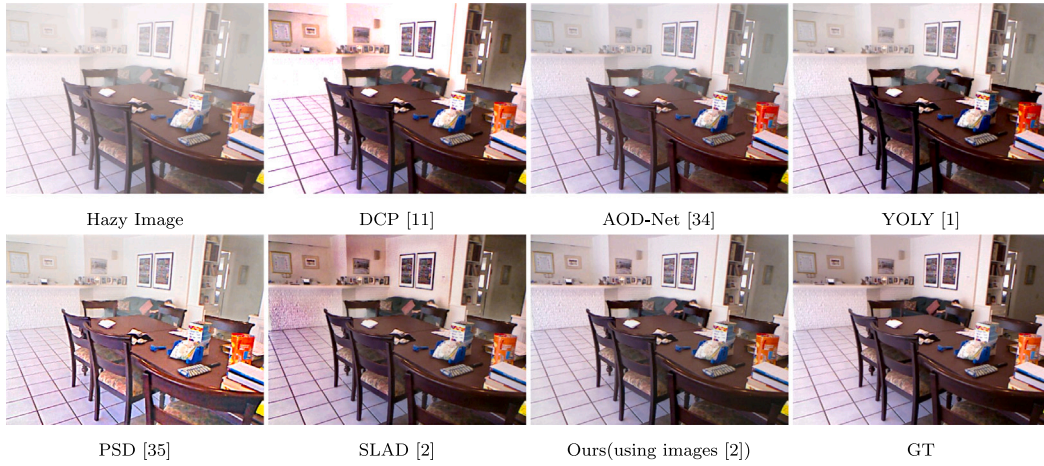 Hazy Image
DCP [11]
AOD-Net [34]
YOLY [1]
PSD [35]
SLAD [2]
Ours(using images [2])
GT